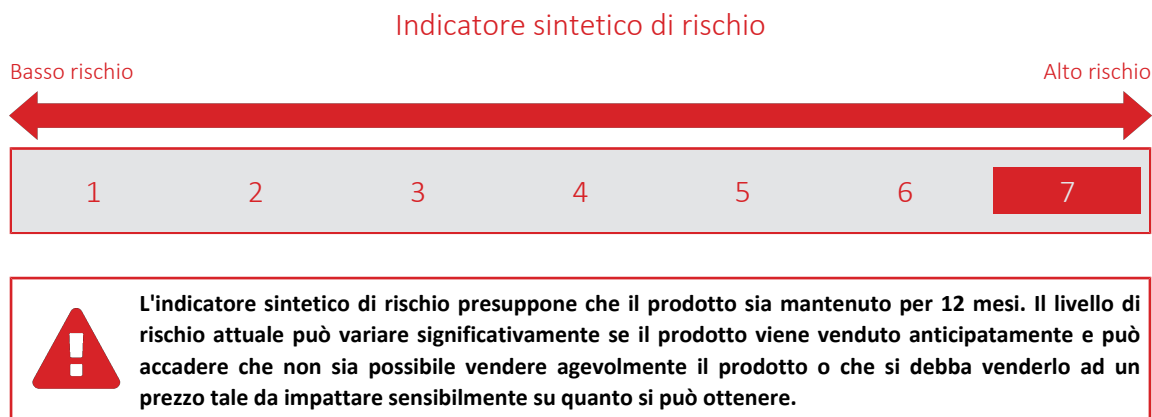 Indicatore sintetico di rischio
Basso rischio
Alto rischio
1 2 3 4 5 6 7
L'indicatore sintetico di rischio presuppone che il prodotto sia mantenuto per 12 mesi. Il livello di
rischio attuale può variare significativamente se il prodotto viene venduto anticipatamente e può
accadere che non sia possibile vendere agevolmente il prodotto o che si debba venderlo ad un
prezzo tale da impattare sensibilmente su quanto si può ottenere.